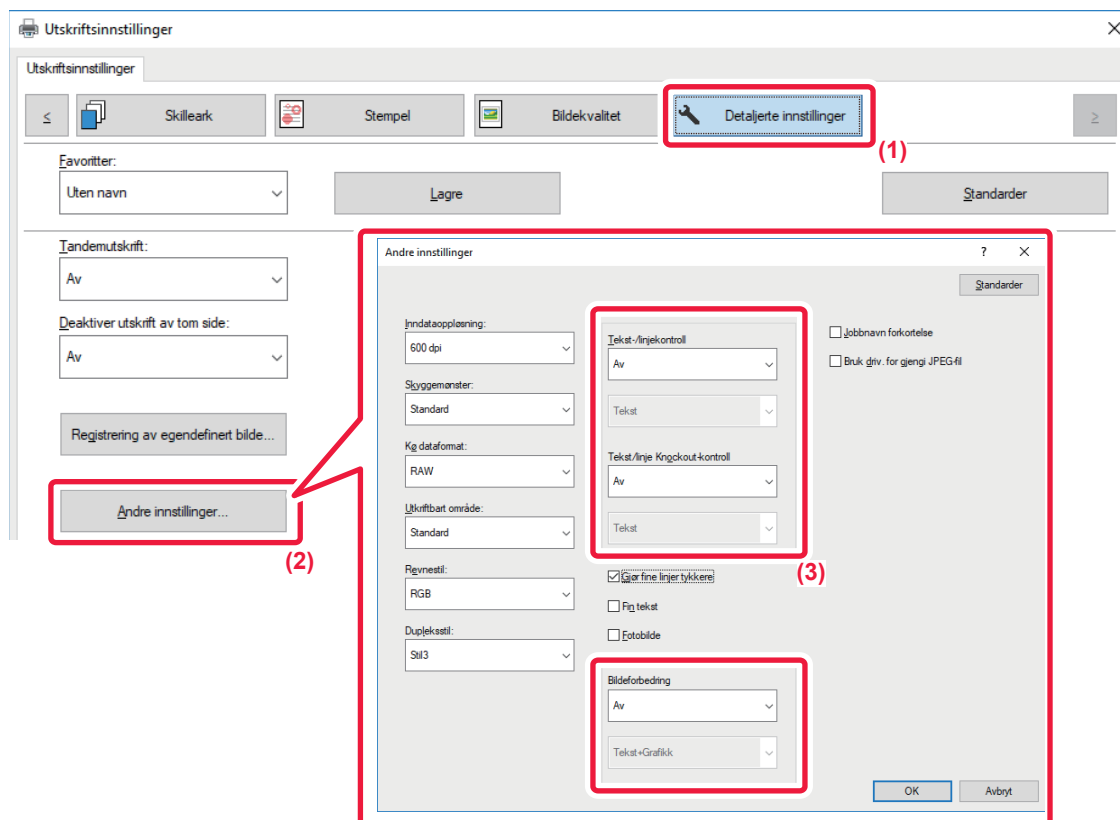 Utskriftsinnstillinger
Utskriftsinnstillinger
<
Skilleark
Stempel
Bildekvalitet
Detaljerte innstillinger
>
(1)
Favoritter:
Uten navn
Lagre
Standarder
Tandemutskrift:
Av
Deaktiver utskrift av tom side:
Av
Registrering av egendefinert bilde...
Andre innstillinger...
(2)
Andre innstillinger
?
Standarder
Inndataoppløsning:
600 dpi
Skyggemønster:
Standard
Kø dataformat:
RAW
Utkriftbart område:
Standard
Revnestil:
RGB
Dupleksstil:
Stil3
Tekst-/linjekontroll
Av
Tekst
Tekst/linje Knockout-kontroll
Av
Tekst
(3)
Gjør fine linjer tykkere
Fin tekst
Fotobilde
Bildeforbedring
Av
Tekst+Grafikk
Jobbnavn forkortelse
Bruk driv. for gjengi JPEG-fil
OK
Avbryt